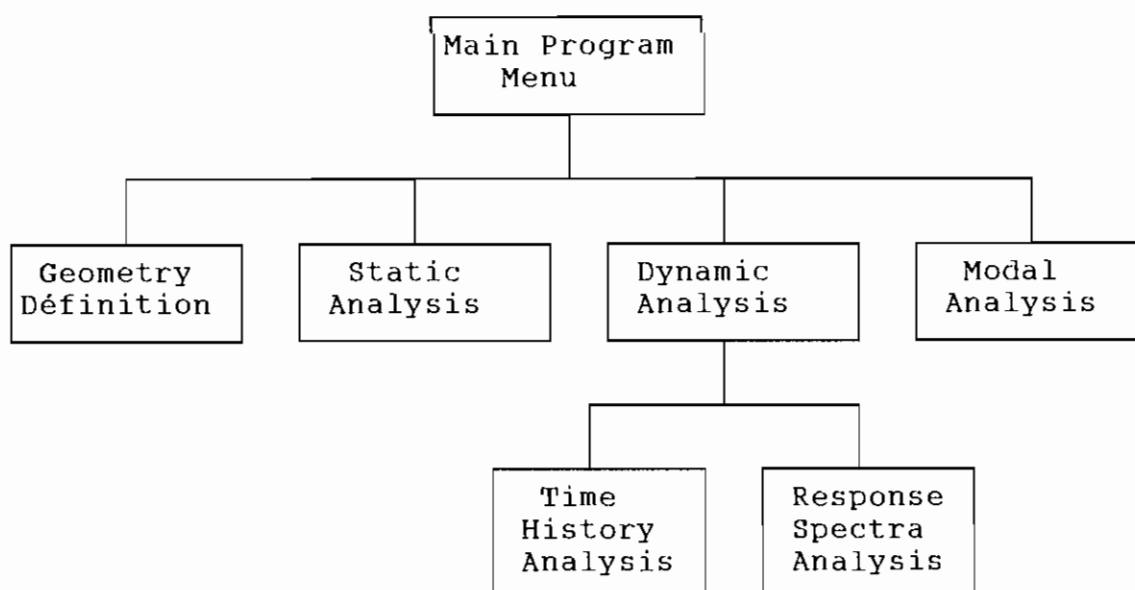 Main Program
Menu
Geometry
Définition
Static
Analysis
Dynamic
Analysis
Modal
Analysis
Time
History
Analysis
Response
Spectra
Analysis